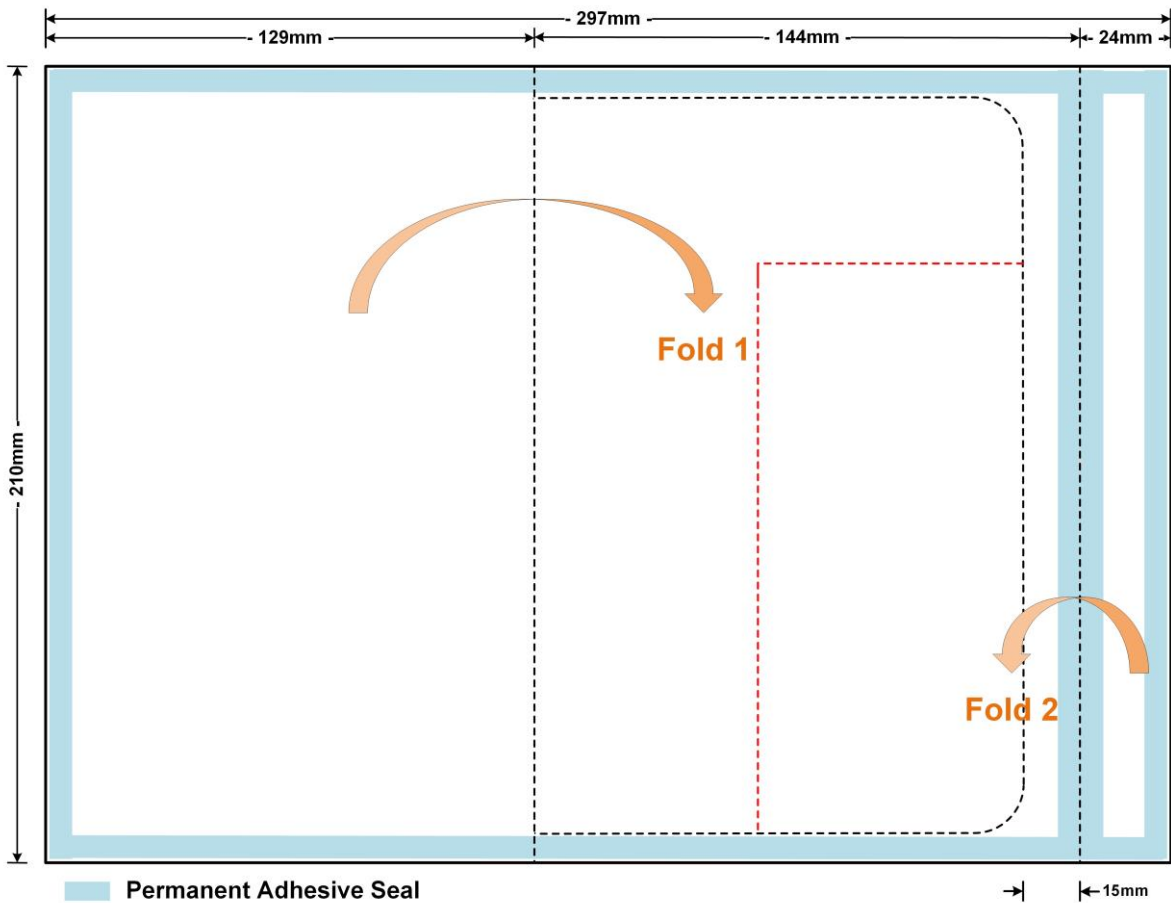 - 297mm -
- 129mm -
- 144mm -
- 24mm -
Fold 1
- 210mm -
Fold 2
Permanent Adhesive Seal
15mm